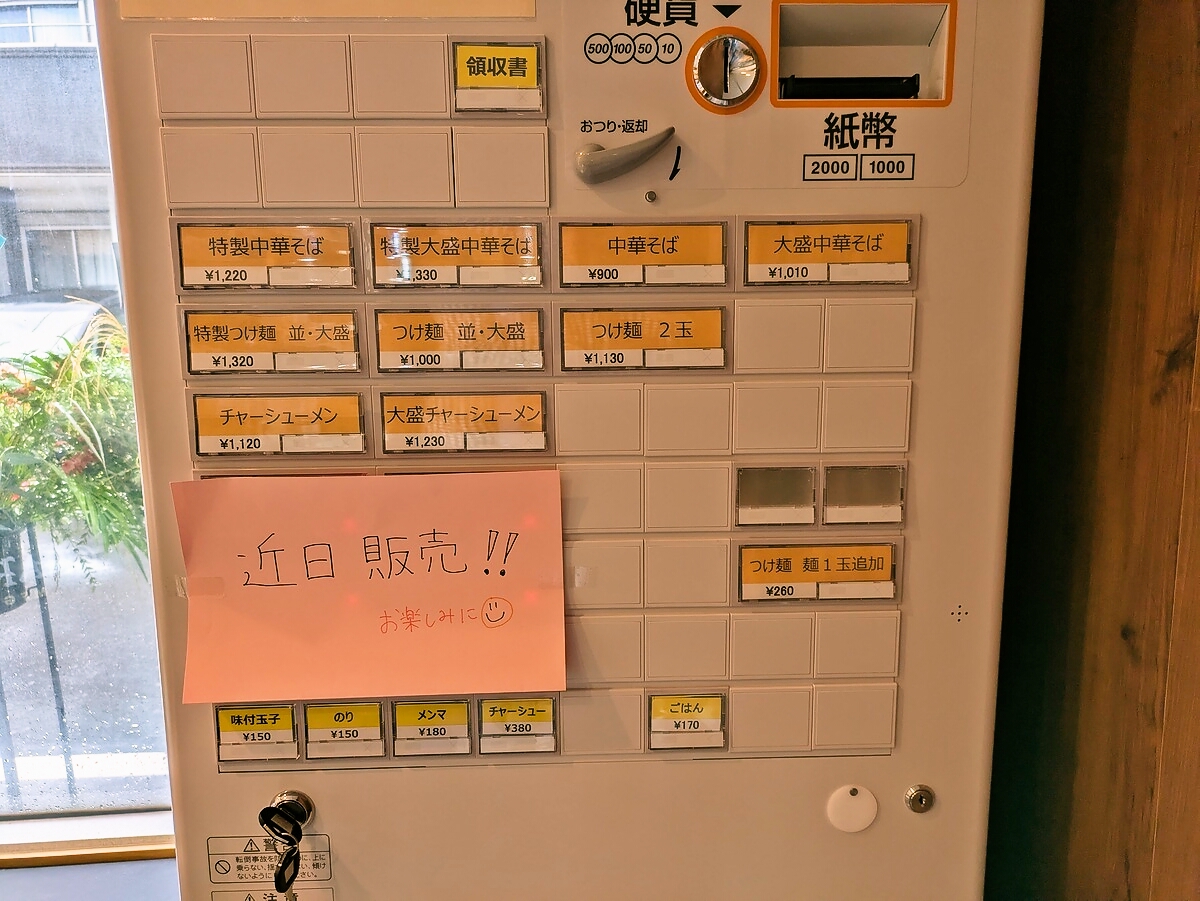 硬貨
500 100 50 10
領収書
おつり・返却
紙幣
2000 1000
特製中華そば
¥1,220
特製大盛中華そば
¥1,330
中華そば
¥900
大盛中華そば
¥1,010
特製つけ麺 並・大盛
¥1,320
つけ麺 並・大盛
¥1,000
つけ麺 2玉
¥1,130
チャーシューメン
¥1,120
大盛チャーシューメン
¥1,230
近日 販売!!
お楽しみに
つけ麺 麺1玉追加
¥260
味付玉子
¥150
のり
¥150
メンマ
¥180
チャーシュー
¥380
ごはん
¥170